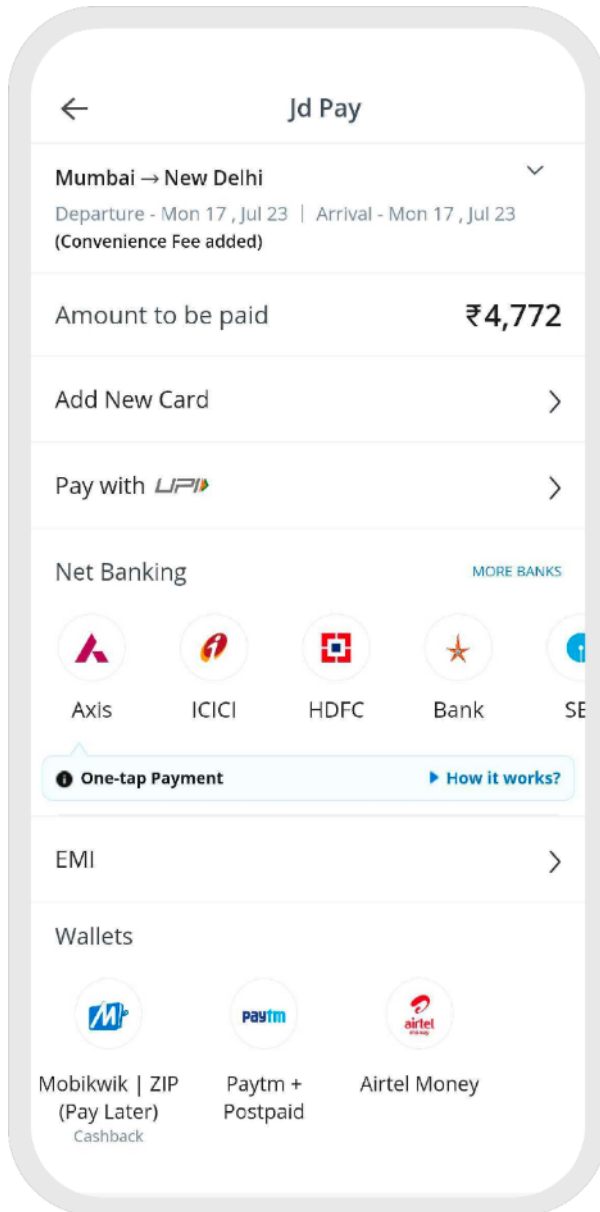 Jd Pay
Mumbai → New Delhi
Departure - Mon 17 , Jul 23 | Arrival - Mon 17 , Jul 23
(Convenience Fee added)
Amount to be paid ₹4,772
Add New Card
Pay with UPI
Net Banking MORE BANKS
Axis ICICI HDFC Bank SB
One-tap Payment How it works?
EMI
Wallets
paytm airtel money
Mobikwik | ZIP Paytm + Airtel Money
(Pay Later) Postpaid
Cashback